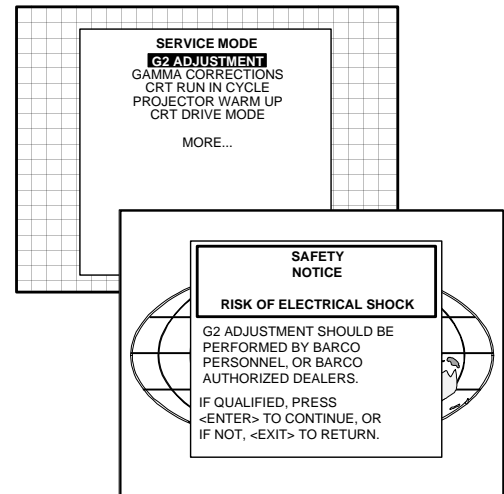 SERVICE MODE
G2 ADJUSTMENT
GAMMA CORRECTIONS
CRT RUN IN CYCLE
PROJECTOR WARM UP
CRT DRIVE MODE
MORE...
SAFETY
NOTICE
RISK OF ELECTRICAL SHOCK
G2 ADJUSTMENT SHOULD BE
PERFORMED BY BARCO
PERSONNEL, OR BARCO
AUTHORIZED DEALERS.
IF QUALIFIED, PRESS
<ENTER> TO CONTINUE, OR
IF NOT, <EXIT> TO RETURN.